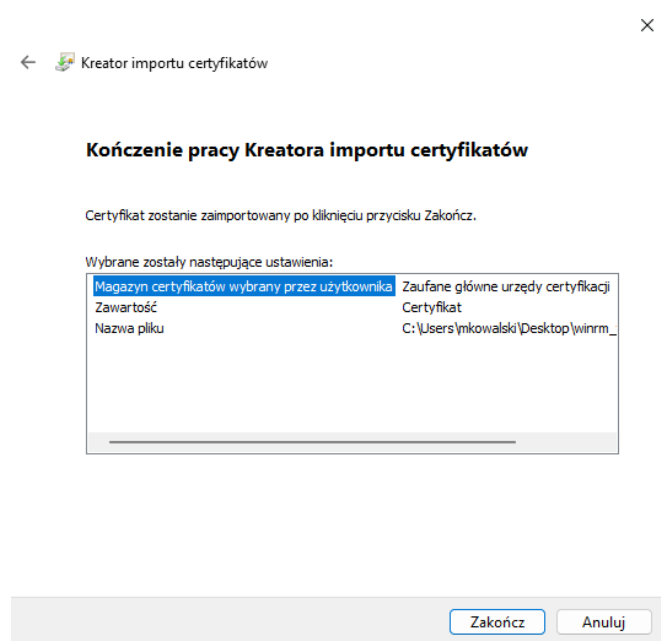 Kreator importu certyfikatów
Kończenie pracy Kreatora importu certyfikatów
Certyfikat zostanie zaimportowany po kliknięciu przycisku Zakończ.
Wybrane zostały następujące ustawienia:
Magazyn certyfikatów wybrany przez użytkownika Zaufane główne urzędy certyfikacji
Zawartość Certyfikat
Nazwa pliku C:\Users\mkowalski\Desktop\winrm_
Zakończ Anuluj